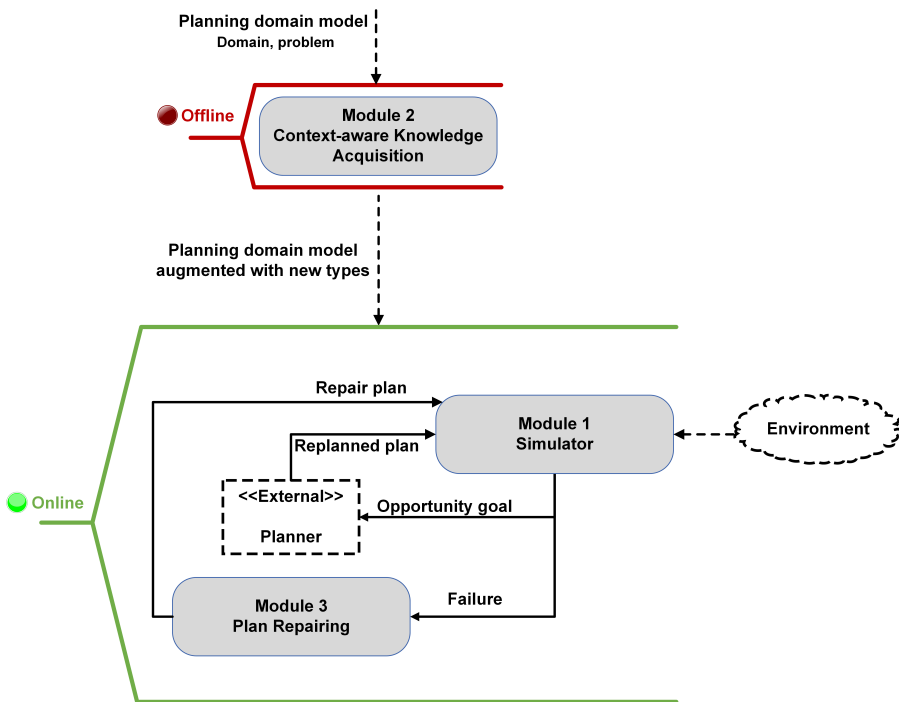 Planning domain model
Domain, problem
Offline
Module 2
Context-aware Knowledge
Acquisition
Planning domain model
augmented with new types
Repair plan
Module 1
Simulator
Environment
Replanned plan
<<External>>
Planner
Opportunity goal
Online
Module 3
Plan Repairing
Failure